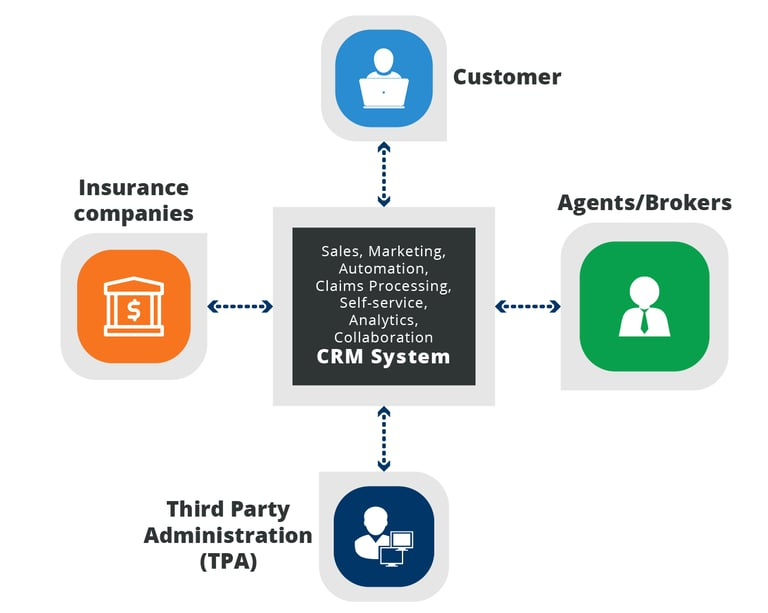 Customer
Insurance
companies
Agents/Brokers
Sales, Marketing,
Automation,
Claims Processing,
Self-service,
Analytics,
Collaboration
CRM System
$
Third Party
Administration
(TPA)